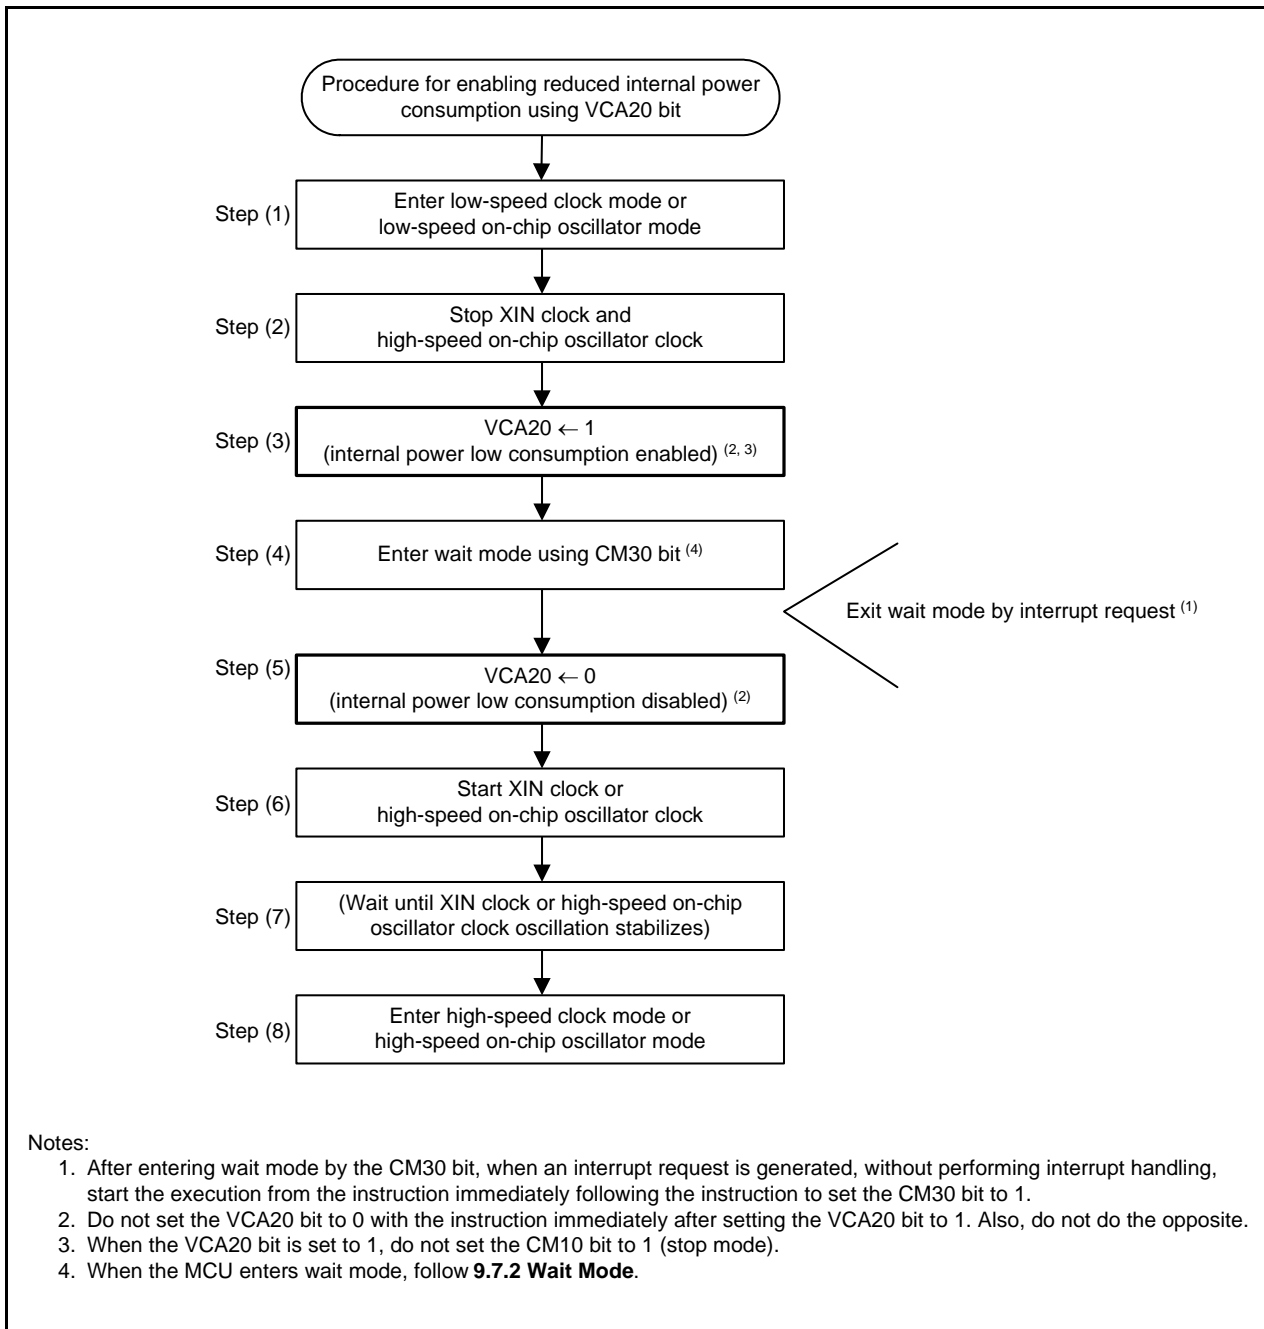 Procedure for enabling reduced internal power
consumption using VCA20 bit
Step (1)
Enter low-speed clock mode or
low-speed on-chip oscillator mode
Step (2)
Stop XIN clock and
high-speed on-chip oscillator clock
Step (3)
VCA20 ← 1
(internal power low consumption enabled) (2, 3)
Step (4)
Enter wait mode using CM30 bit (4)
Exit wait mode by interrupt request (1)
Step (5)
VCA20 ← 0
(internal power low consumption disabled) (2)
Step (6)
Start XIN clock or
high-speed on-chip oscillator clock
Step (7)
(Wait until XIN clock or high-speed on-chip
oscillator clock oscillation stabilizes)
Step (8)
Enter high-speed clock mode or
high-speed on-chip oscillator mode
Notes:
1. After entering wait mode by the CM30 bit, when an interrupt request is generated, without performing interrupt handling,
start the execution from the instruction immediately following the instruction to set the CM30 bit to 1.
2. Do not set the VCA20 bit to 0 with the instruction immediately after setting the VCA20 bit to 1. Also, do not do the opposite.
3. When the VCA20 bit is set to 1, do not set the CM10 bit to 1 (stop mode).
4. When the MCU enters wait mode, follow 9.7.2 Wait Mode.